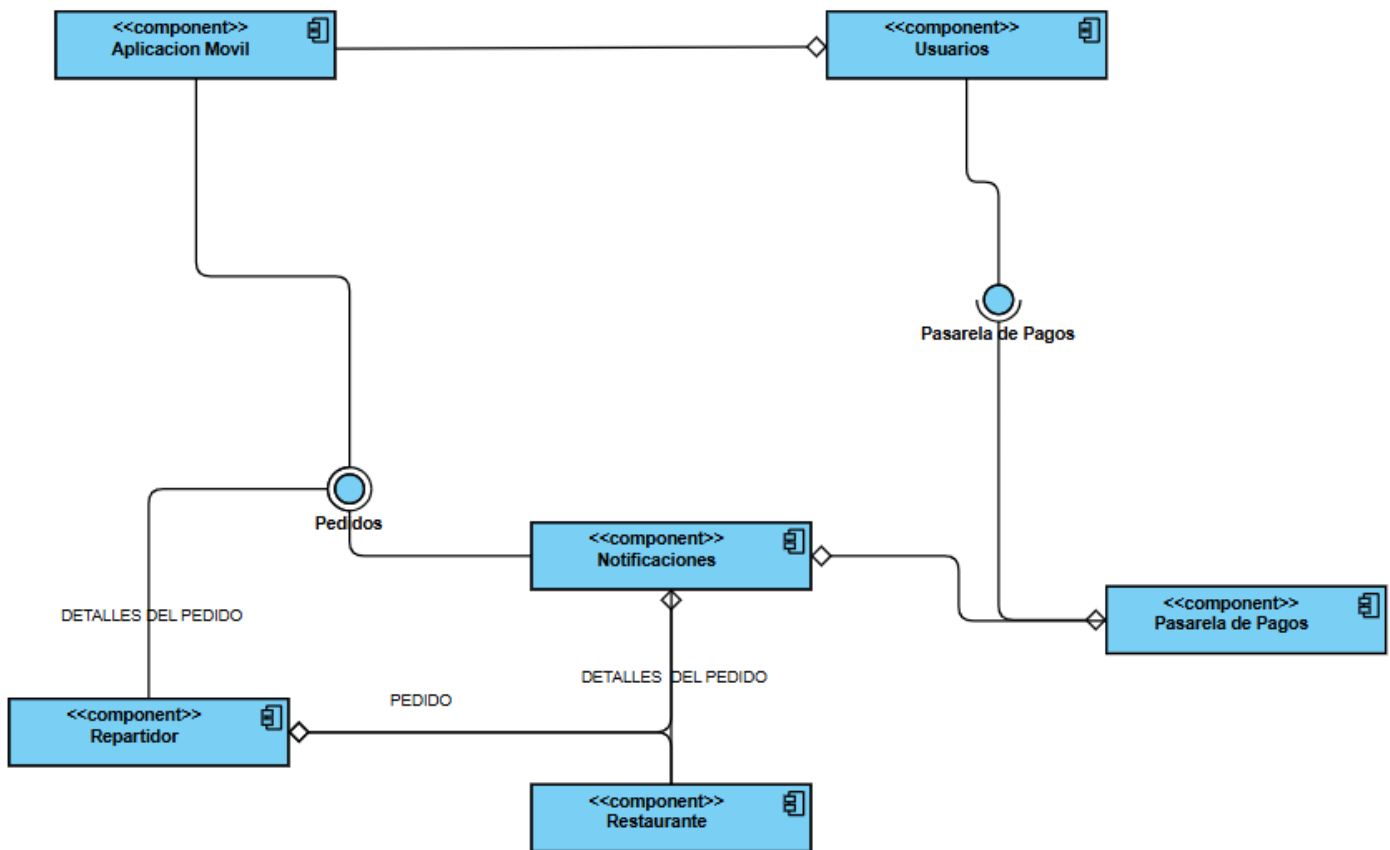 <<component>>
Aplicacion Movil
<<component>>
Usuarios
Pasarela de Pagos
Pedidos
<<component>>
Notificaciones
<<component>>
Pasarela de Pagos
DETALLES DEL PEDIDO
DETALLES DEL PEDIDO
PEDIDO
<<component>>
Repartidor
<<component>>
Restaurante